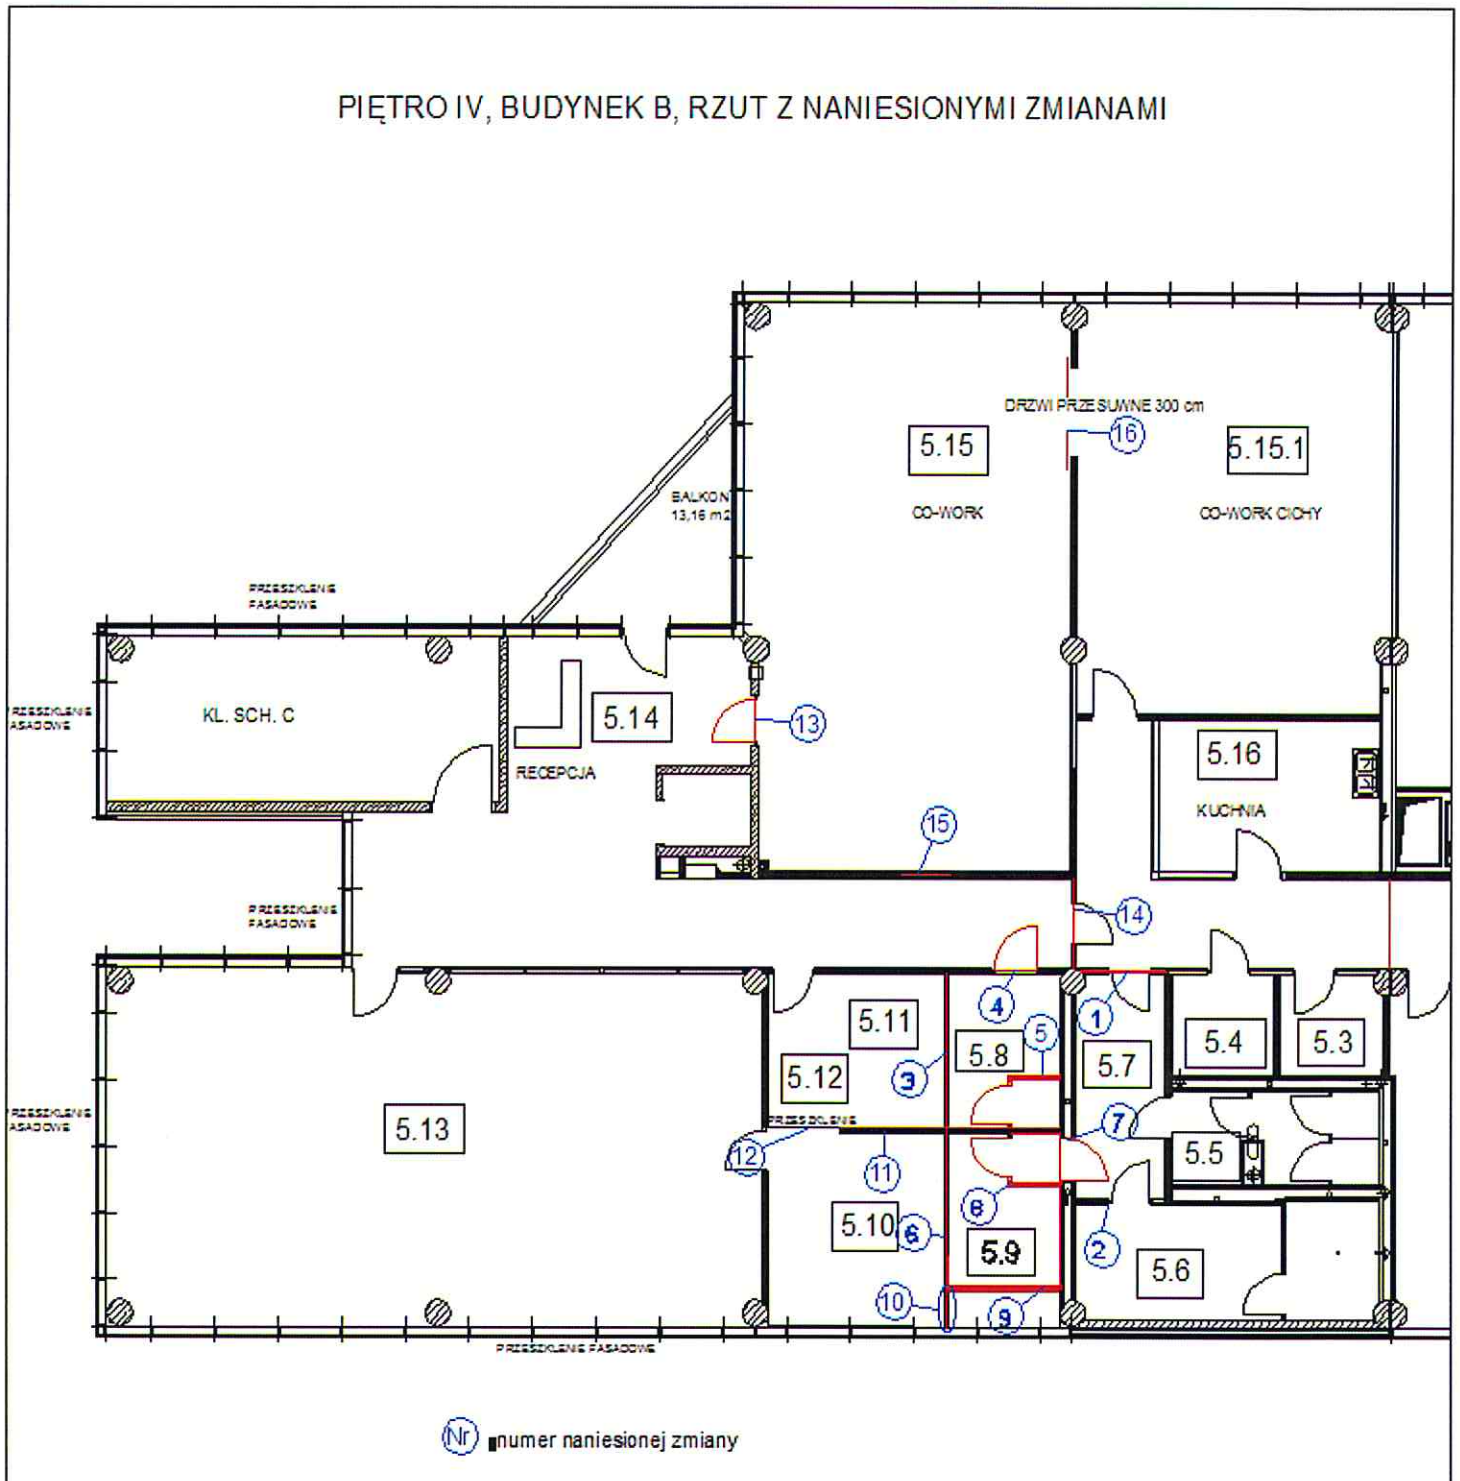 PIĘTRO IV, BUDYNEK B, RZUT Z NANIESIONYMI ZMIANAMI
DRZWI PRZESUWNE 300 cm
16
5.15
5.15.1
CO-WORK
CO-WORK CICHY
BALKON
13,16 m2
PRZESZKLENIE
FASADOWE
PRZESZKLENIE
ASADOWE
KL. SCH. C
5.14
13
RECEPCJA
5.16
KUCHNIA
15
PRZESZKLENIE
FASADOWE
14
4
1
5
5.11
5.8
5.4
5.3
5.12
3
5.7
PRZESZKLENIE
ASADOWE
5.13
PRZESZKLENIE
7
12
11
5.5
8
5.10
6
5.9
2
5.6
10
9
PRZESZKLENIE FASADOWE
Nr numer naniesionej zmiany